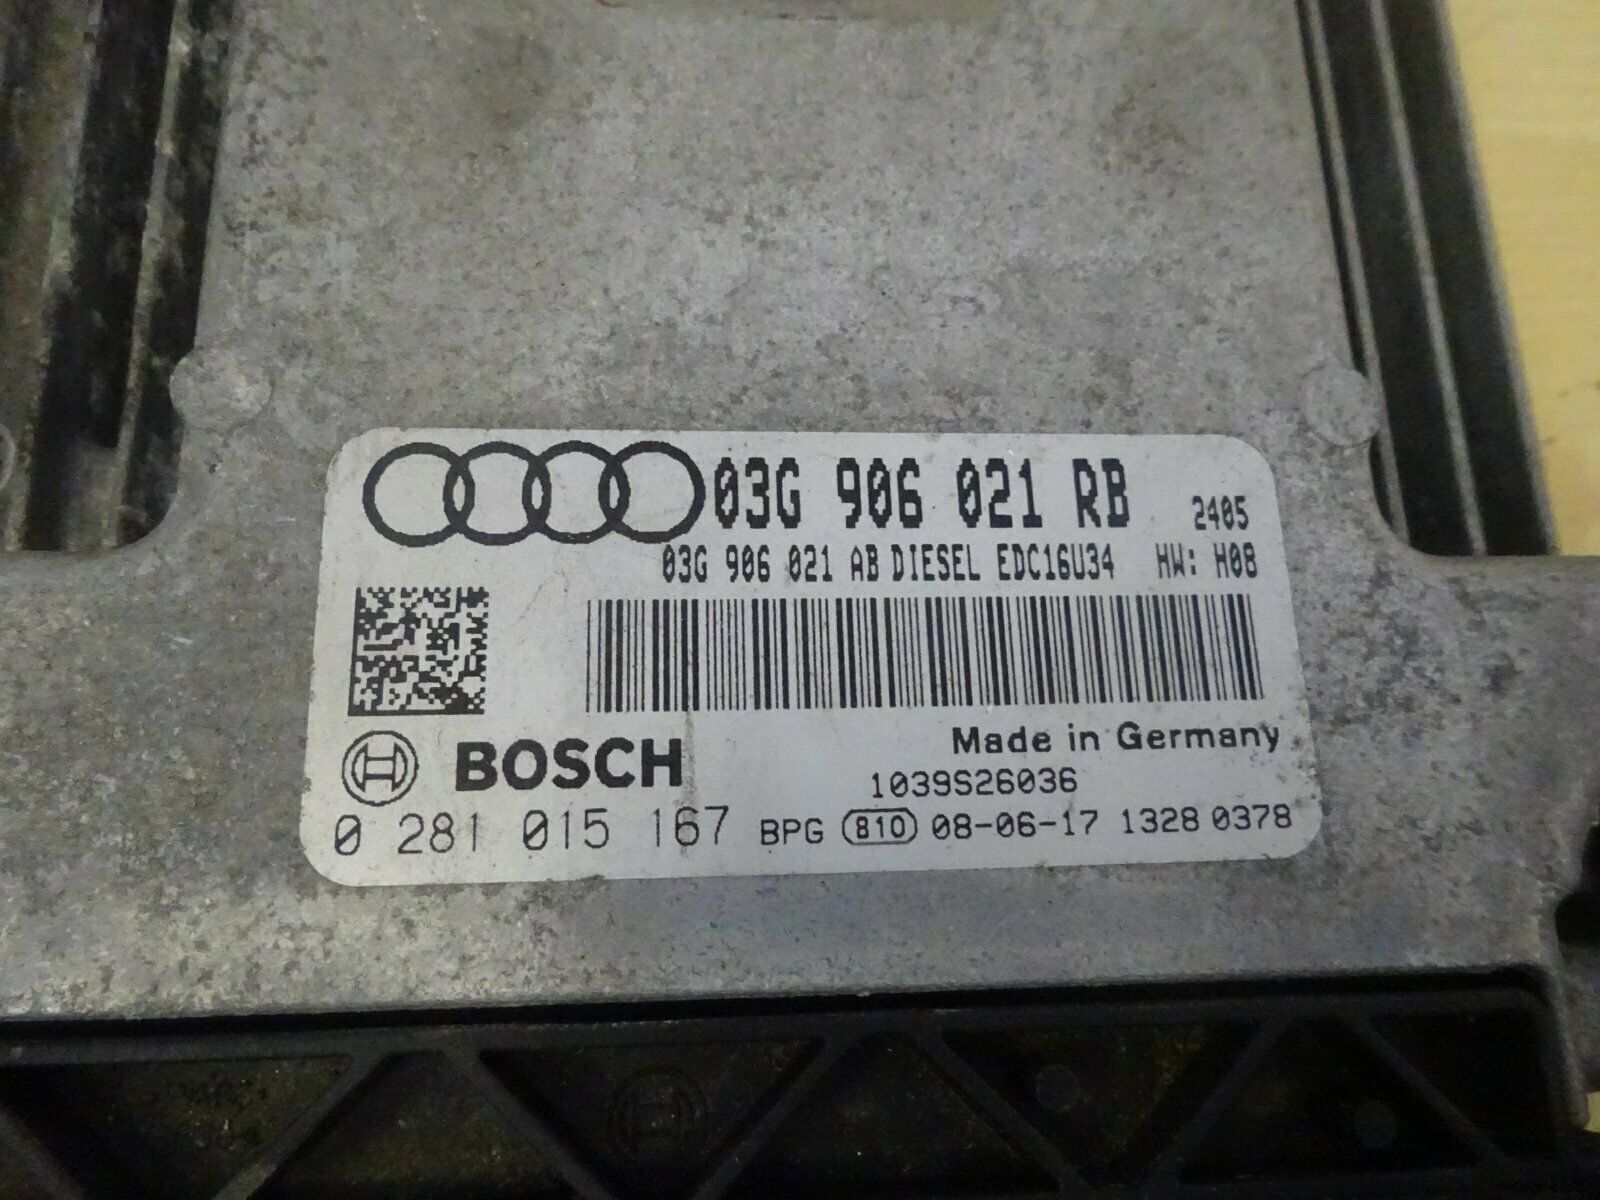 03G 906 021 RB 2405
03G 906 021 AB DIESEL EDC16U34 HW: H08
BOSCH
Made in Germany
1039S26036
0 281 015 167 BPG 810 08-06-17 1328 0378